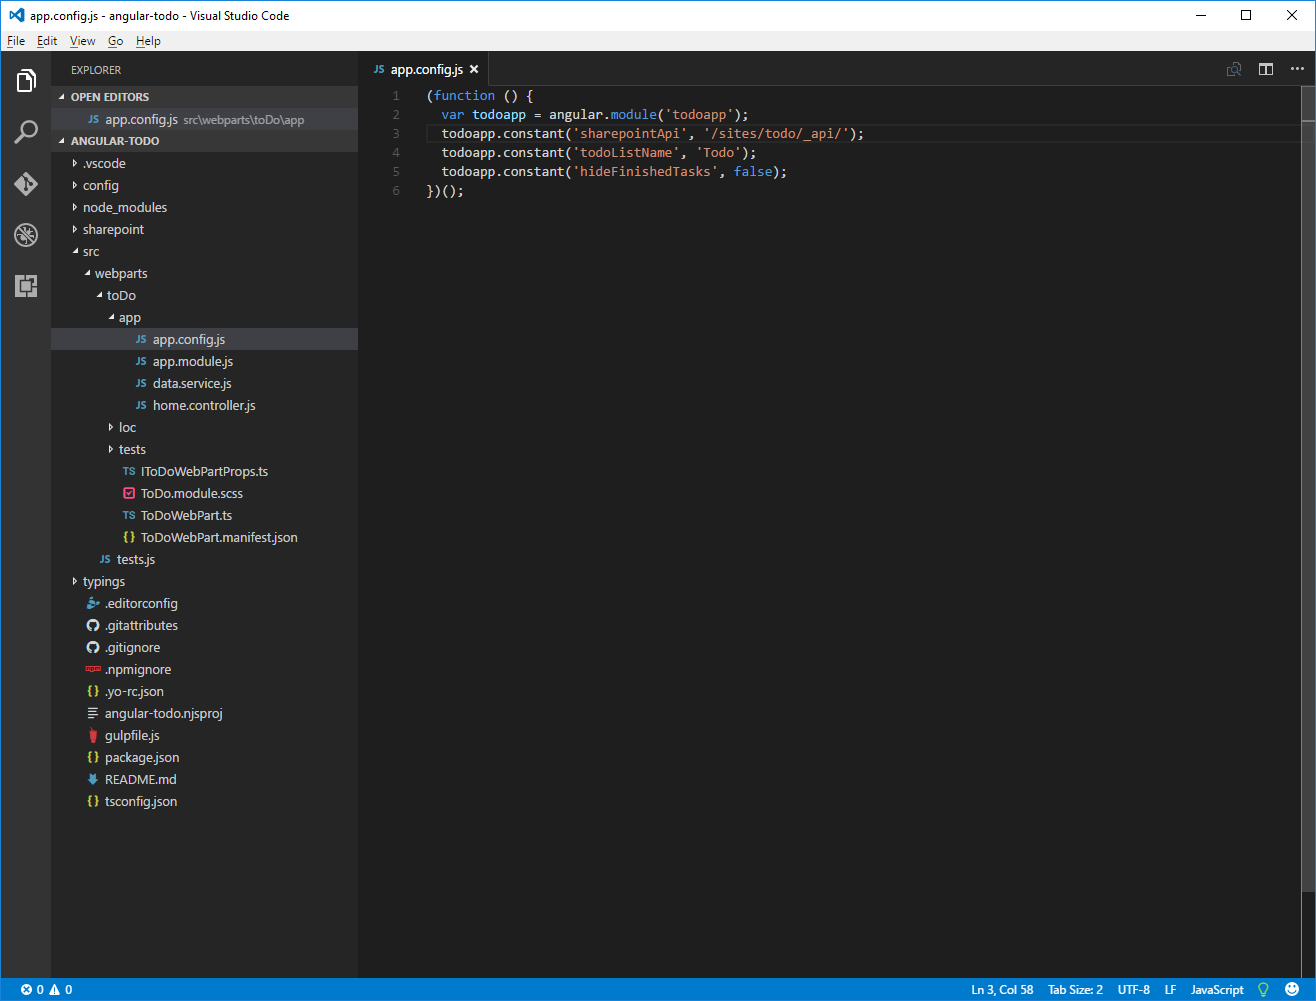 app.config.js - angular-todo - Visual Studio Code
File Edit View Go Help
EXPLORER
OPEN EDITORS
JS app.config.js src\webparts\toDo\app
ANGULAR-TODO
.vscode
config
node_modules
sharepoint
src
webparts
toDo
app
JS app.config.js
JS app.module.js
JS data.service.js
JS home.controller.js
loc
tests
TS IToDoWebPartProps.ts
ToDo.module.scss
TS ToDoWebPart.ts
{} ToDoWebPart.manifest.json
JS tests.js
typings
.editorconfig
.gitattributes
.gitignore
.npmignore
{} .yo-rc.json
angular-todo.njsproj
gulpfile.js
{} package.json
README.md
{} tsconfig.json
JS app.config.js
1 (function () {
2 var todoapp = angular.module('todoapp');
3 todoapp.constant('sharepointApi', '/sites/todo/_api/');
4 todoapp.constant('todoListName', 'Todo');
5 todoapp.constant('hideFinishedTasks', false);
6 })();
0 0 Ln 3, Col 58 Tab Size: 2 UTF-8 LF JavaScript